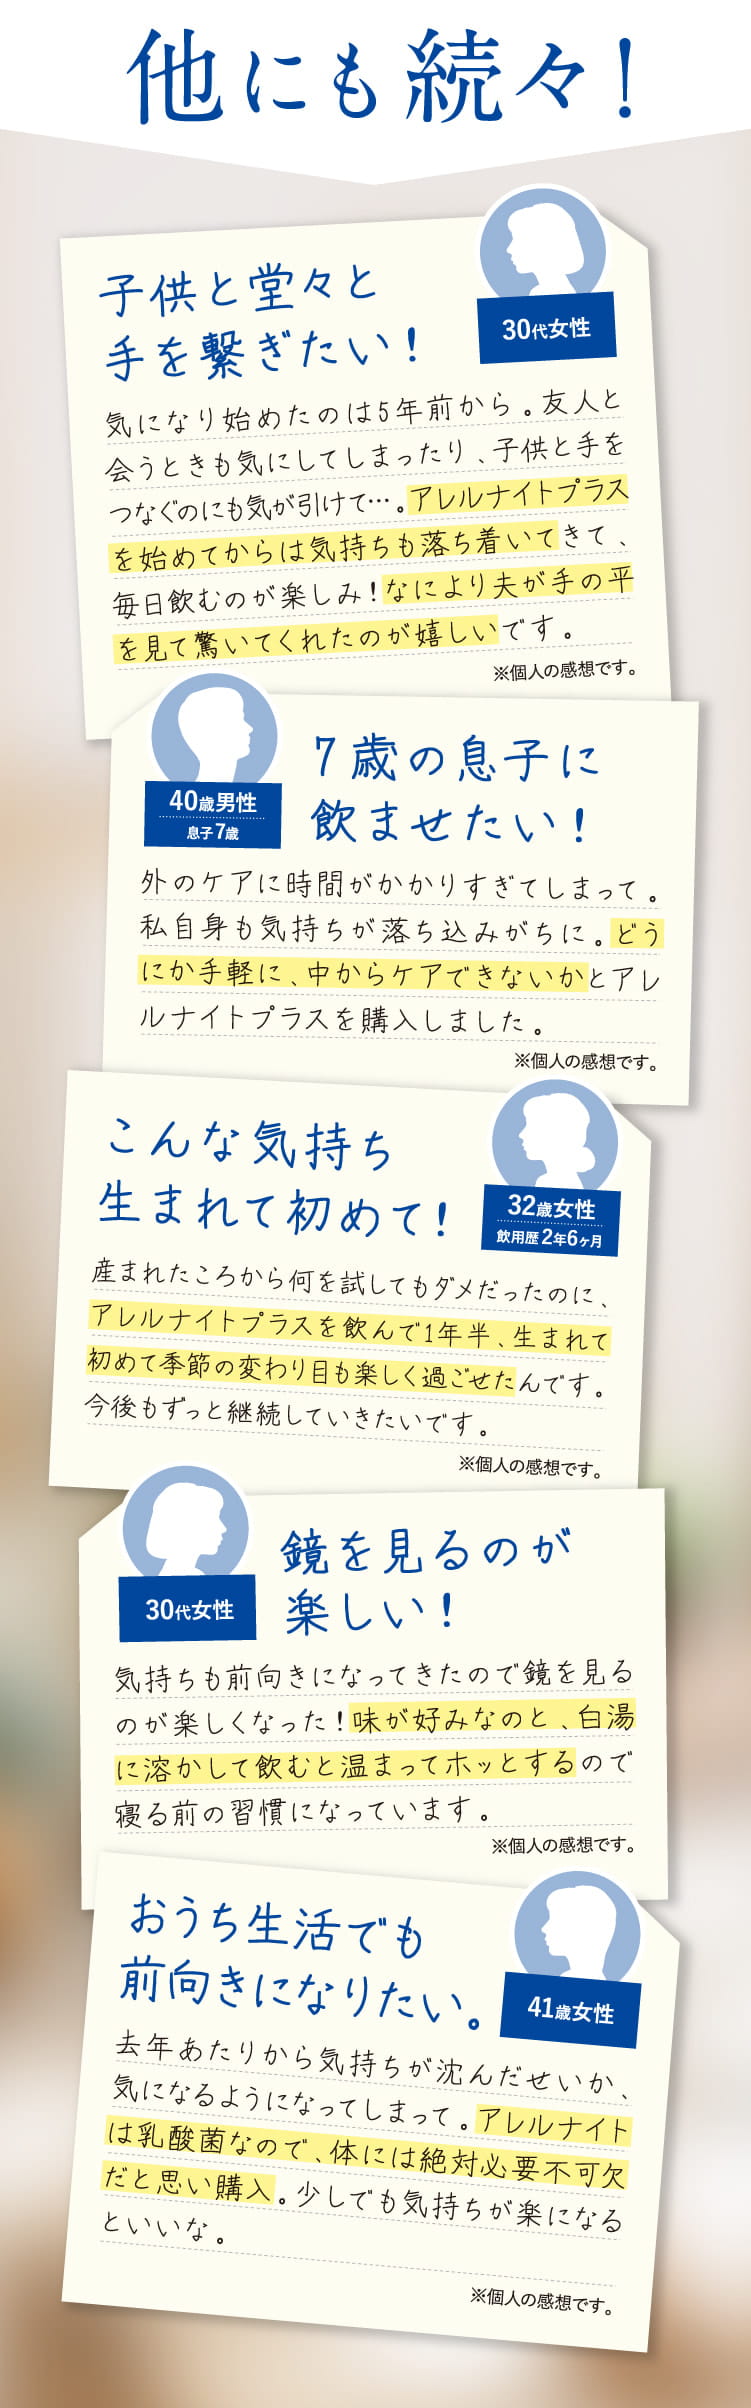 他にも続々！
30代女性
子供と堂々と
手を繋ぎたい！
気になり始めたのは5年前から。友人と
会うときも気にしてしまったり、子供と手を
つなぐのにも気が引けて…。アレルナイトプラス
を始めてからは気持ちも落ち着いてきて、
毎日飲むのが楽しみ！なにより夫が手の平
を見て驚いてくれたのが嬉しいです。
※個人の感想です。
40歳男性
息子7歳
7歳の息子に
飲ませたい！
外のケアに時間がかかりすぎてしまって。
私自身も気持ちが落ち込みがちに。どう
にか手軽に、中からケアできないかとアレ
ルナイトプラスを購入しました。
※個人の感想です。
こんな気持ち
生まれて初めて！
32歳女性
飲用歴2年6ヶ月
産まれたころから何を試してもダメだったのに、
アレルナイトプラスを飲んで1年半、生まれて
初めて季節の変わり目も楽しく過ごせたんです。
今後もずっと継続していきたいです。
※個人の感想です。
30代女性
鏡を見るのが
楽しい！
気持ちも前向きになってきたので鏡を見る
のが楽しくなった！味が好みなのと、白湯
に溶かして飲むと温まってホッとするので
寝る前の習慣になっています。
※個人の感想です。
おうち生活でも
前向きになりたい。
41歳女性
去年あたりから気持ちが沈んだせいか、
気になるようになってしまって。アレルナイト
は乳酸菌なので、体には絶対必要不可欠
だと思い購入。少しでも気持ちが楽になる
といいな。
※個人の感想です。